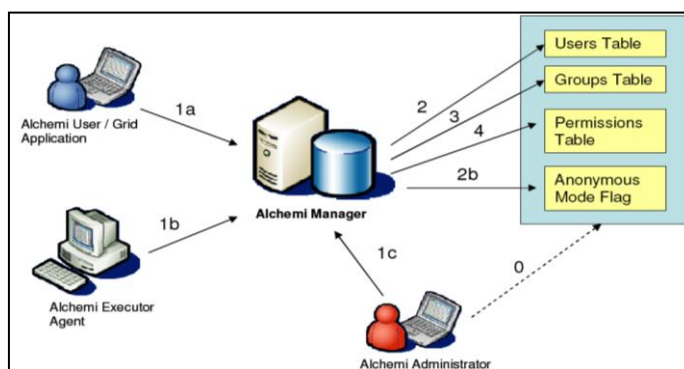 Users Table
Groups Table
Permissions
Table
Anonymous
Mode Flag
1a
2
3
4
2b
Alchemi User / Grid
Application
Alchemi Manager
1b
1c
0
Alchemi Executor
Agent
Alchemi Administrator